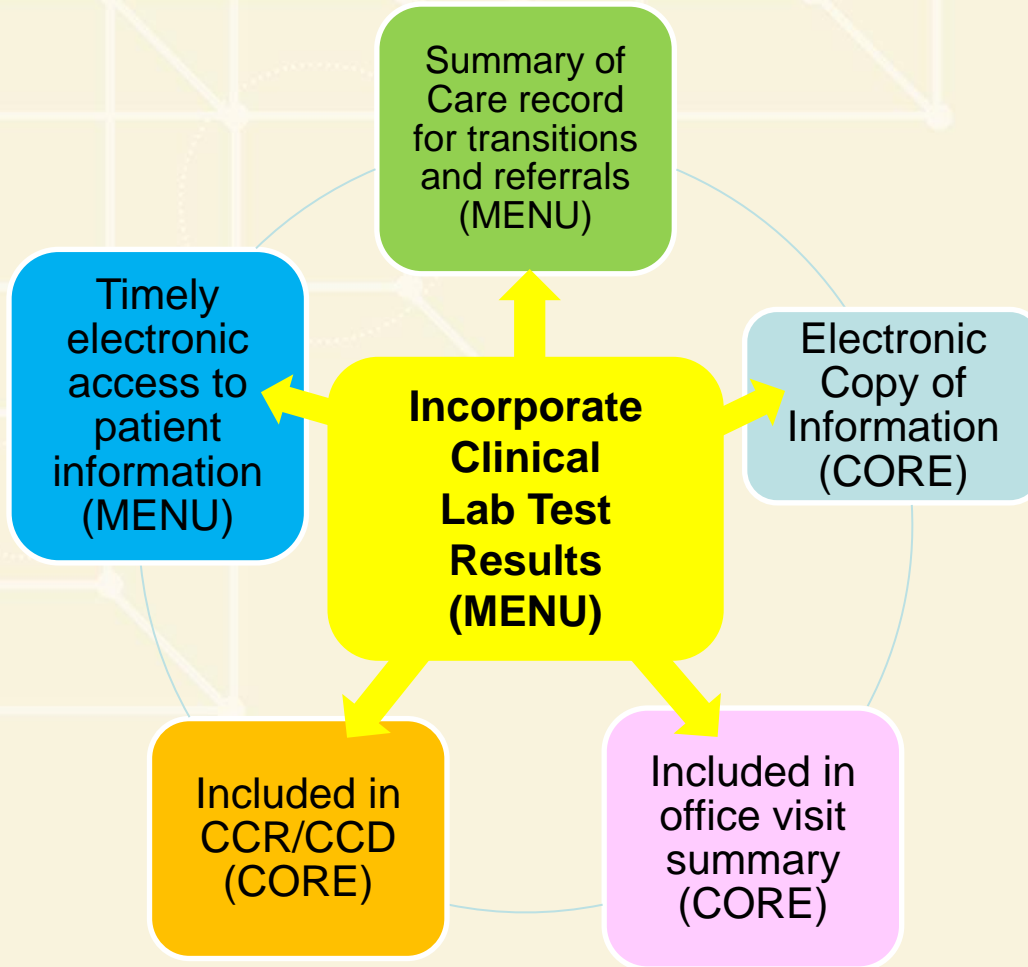 Summary of
Care record
for transitions
and referrals
(MENU)
Timely
electronic
access to
patient
information
(MENU)
Incorporate
Clinical
Lab Test
Results
(MENU)
Electronic
Copy of
Information
(CORE)
Included in
CCR/CCD
(CORE)
Included in
office visit
summary
(CORE)